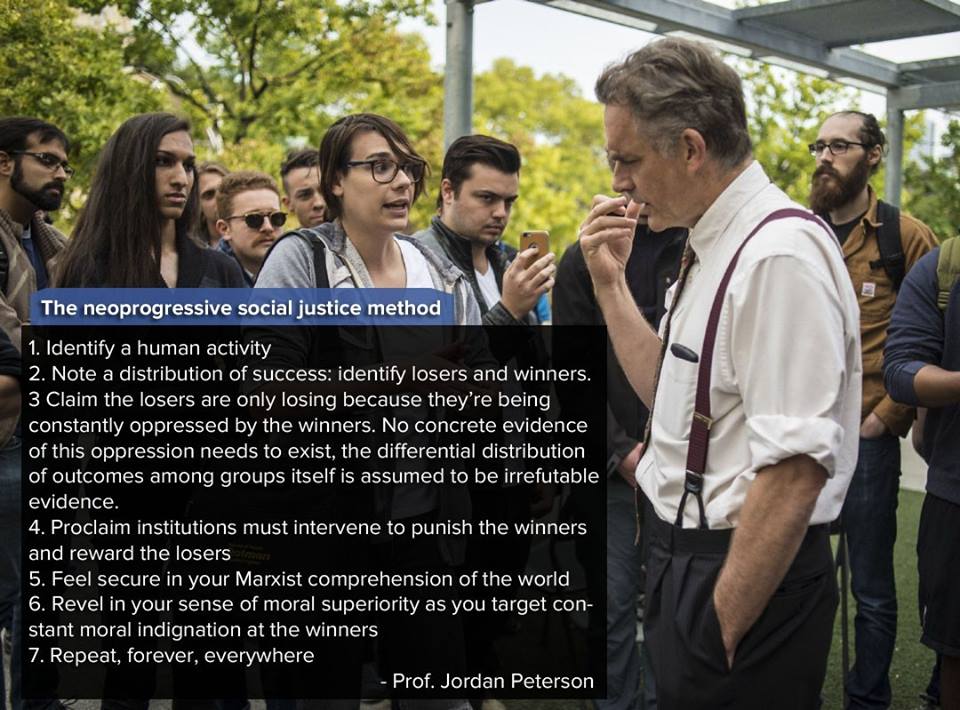 The neoprogressive social justice method
1. Identify a human activity
2. Note a distribution of success: identify losers and winners.
3 Claim the losers are only losing because they’re being
constantly oppressed by the winners. No concrete evidence
of this oppression needs to exist, the differential distribution
of outcomes among groups itself is assumed to be irrefutable
evidence.
4. Proclaim institutions must intervene to punish the winners
and reward the losers
5. Feel secure in your Marxist comprehension of the world
6. Revel in your sense of moral superiority as you target con-
stant moral indignation at the winners
7. Repeat, forever, everywhere
- Prof. Jordan Peterson